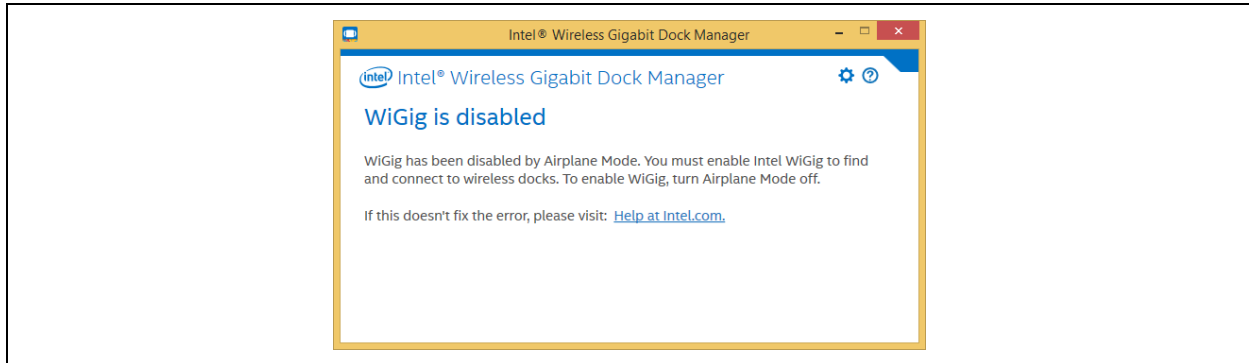 Intel® Wireless Gigabit Dock Manager
intel Intel® Wireless Gigabit Dock Manager
WiGig is disabled
WiGig has been disabled by Airplane Mode. You must enable Intel WiGig to find
and connect to wireless docks. To enable WiGig, turn Airplane Mode off.
If this doesn't fix the error, please visit: Help at Intel.com.